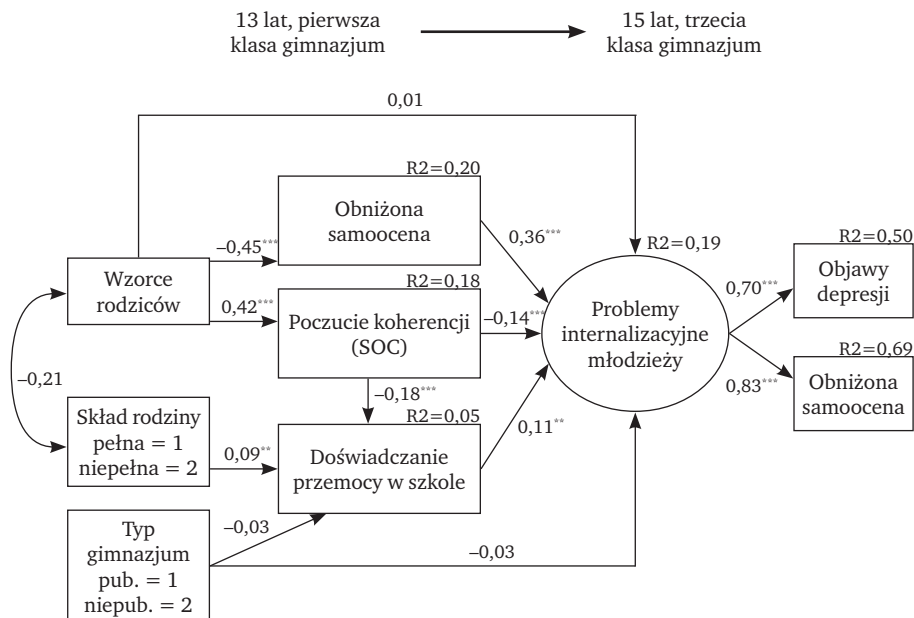 13 lat, pierwsza
klasa gimnazjum
15 lat, trzecia
klasa gimnazjum
0,01
R2=0,20
Obniżona
samoocena
–0,45***
0,36***
R2=0,19
R2=0,50
Objawy
depresji
Wzorce
rodziców
R2=0,18
0,70***
0,42***
Poczucie koherencji
(SOC)
–0,14***
Problemy
internalizacyjne
młodzieży
R2=0,69
–0,21
–0,18***
0,83***
Obniżona
samoocena
Skład rodziny
pełna = 1
niepełna = 2
R2=0,05
0,11**
0,09**
Doświadczanie
przemocy w szkole
–0,03
Typ
gimnazjum
pub. = 1
niepub. = 2
–0,03